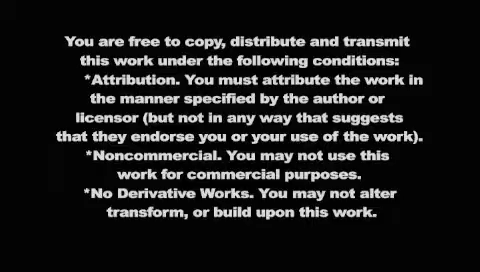 You are free to copy, distribute and transmit
this work under the following conditions:
*Attribution. You must attribute the work in
the manner specified by the author or
licensor (but not in any way that suggests
that they endorse you or your use of the work).
*Noncommercial. You may not use this
work for commercial purposes.
*No Derivative Works. You may not alter
transform, or build upon this work.